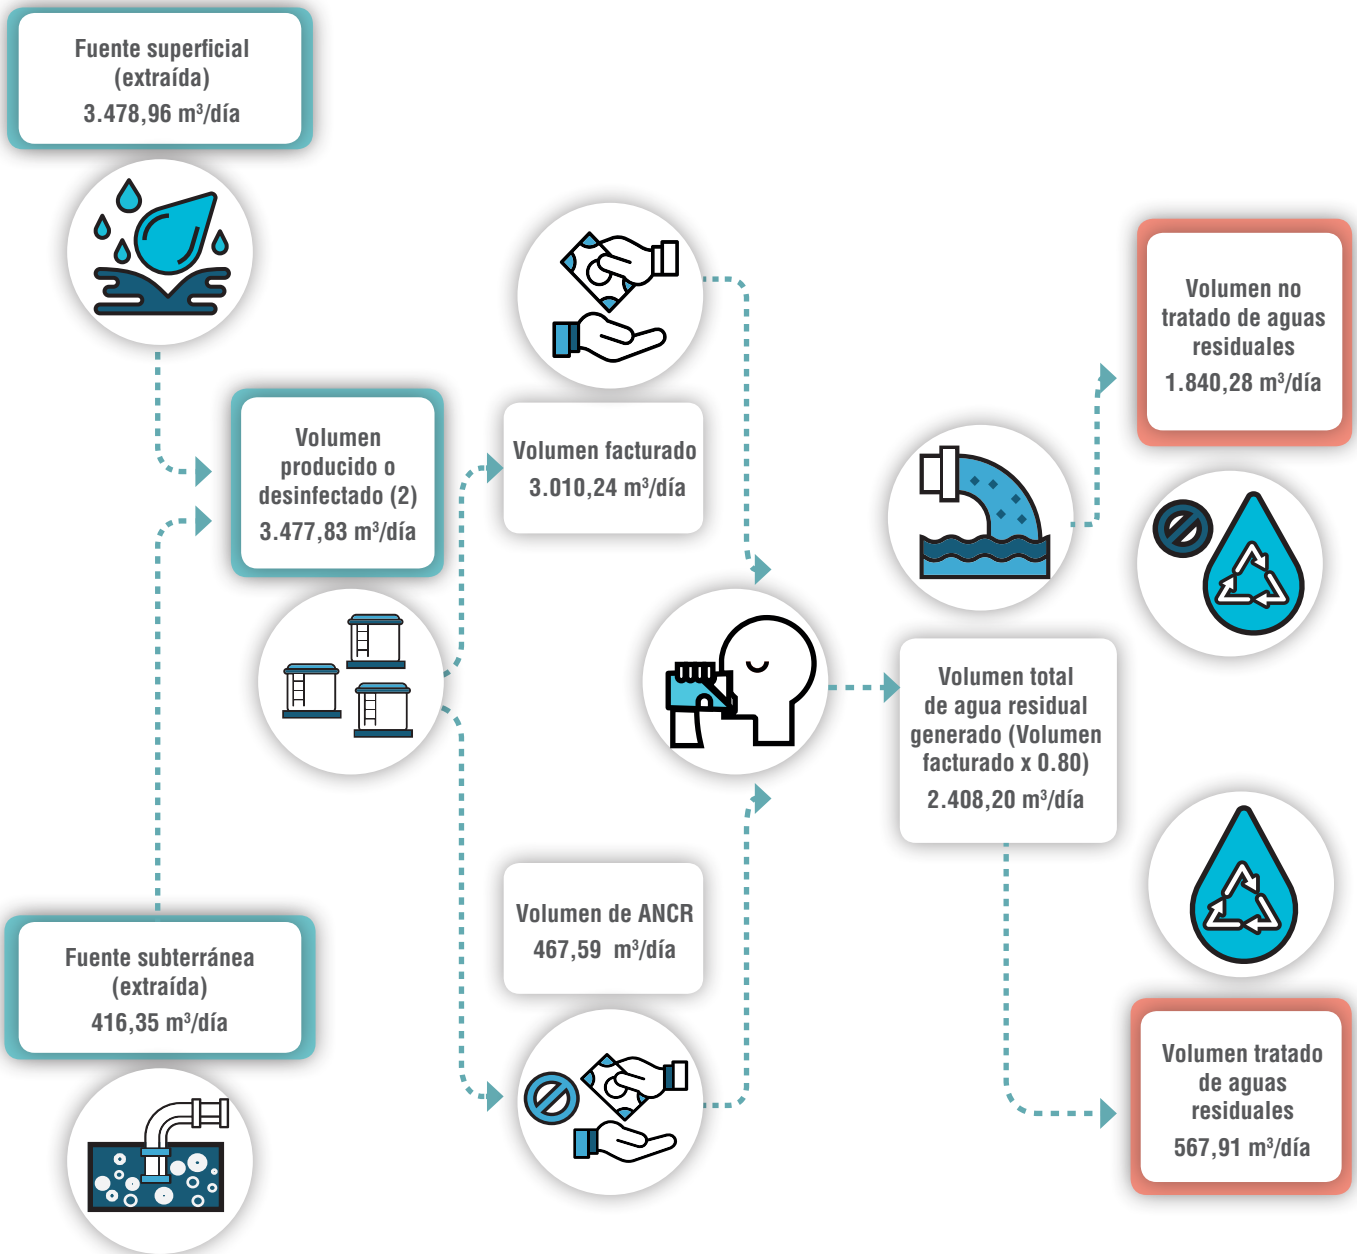 Fuente superficial
(extraída)
3.478,96 m³/día
Volumen
producido o
desinfectado (2)
3.477,83 m³/día
Fuente subterránea
(extraída)
416,35 m³/día
Volumen facturado
3.010,24 m³/día
Volumen de ANCR
467,59 m³/día
Volumen total
de agua residual
generado (Volumen
facturado x 0.80)
2.408,20 m³/día
Volumen no
tratado de aguas
residuales
1.840,28 m³/día
Volumen tratado
de aguas
residuales
567,91 m³/día